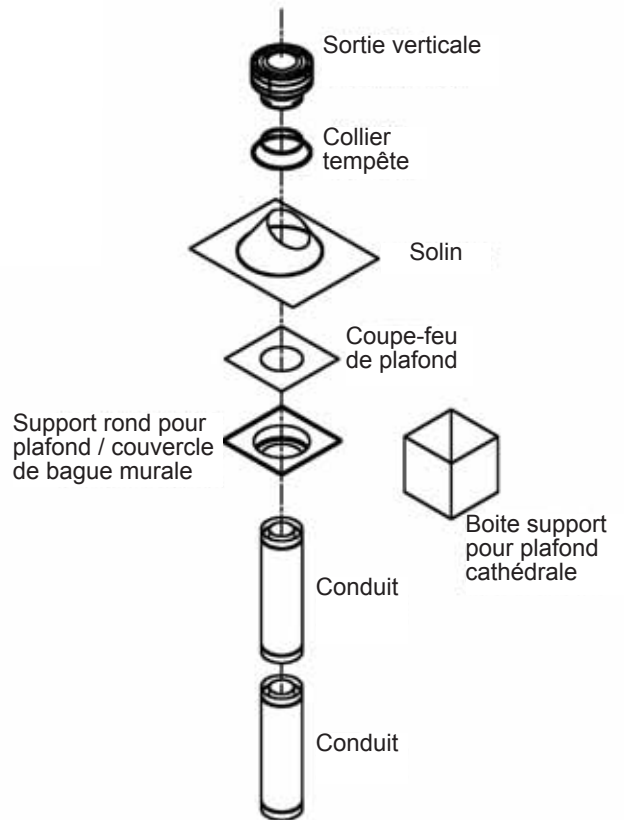 Sortie verticale
Collier
tempête
Solin
Coupe-feu
de plafond
Support rond pour
plafond / couvercle
de bague murale
Boite support
pour plafond
cathédrale
Conduit
Conduit